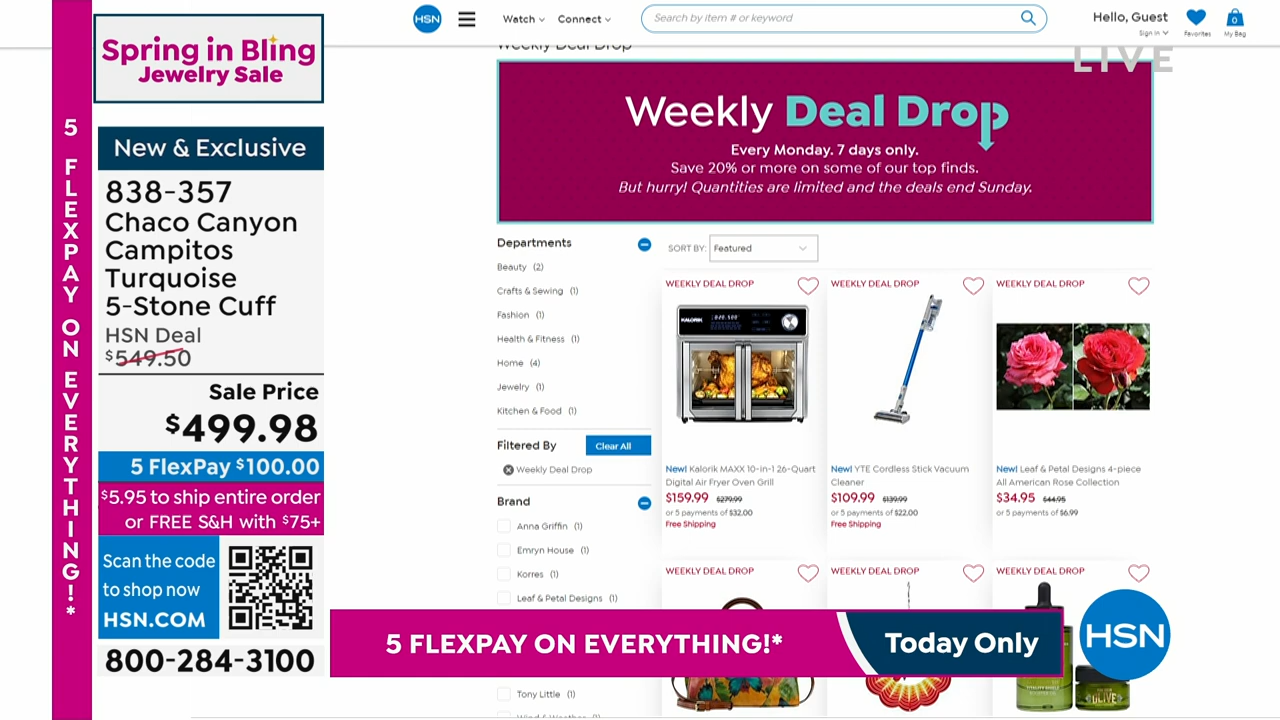 5 FLEXPAY ON EVERYTHING!*
Spring in Bling
Jewelry Sale
New & Exclusive
838-357
Chaco Canyon
Campitos
Turquoise
5-Stone Cuff
HSN Deal
$549.50
Sale Price
$499.98
5 FlexPay $100.00
$5.95 to ship entire order
or FREE S&H with $75+
Scan the code
to shop now
HSN.COM
800-284-3100
HSN
Watch
Connect
Search by item # or keyword
Hello, Guest
Sign In
Favorites
0
My Bag
LIVE
Weekly Deal Drop
Weekly Deal Drop
Every Monday. 7 days only.
Save 20% or more on some of our top finds.
But hurry! Quantities are limited and the deals end Sunday.
Departments
Beauty (2)
Crafts & Sewing (1)
Fashion (1)
Health & Fitness (1)
Home (4)
Jewelry (1)
Kitchen & Food (1)
Filtered By
Clear All
Weekly Deal Drop
Brand
Anna Griffin (1)
Emryn House (1)
Korres (1)
Leaf & Petal Designs (1)
Tony Little (1)
Wind & Weather (1)
SORT BY: Featured
WEEKLY DEAL DROP
KALORIK
New! Kalorik MAXX 10-in-1 26-Quart
Digital Air Fryer Oven Grill
$159.99 $279.99
or 5 payments of $32.00
Free Shipping
WEEKLY DEAL DROP
New! YTE Cordless Stick Vacuum
Cleaner
$109.99 $139.99
or 5 payments of $22.00
Free Shipping
WEEKLY DEAL DROP
New! Leaf & Petal Designs 4-piece
All American Rose Collection
$34.95 $44.95
or 5 payments of $6.99
WEEKLY DEAL DROP
WEEKLY DEAL DROP
WEEKLY DEAL DROP
5 FLEXPAY ON EVERYTHING!*
Today Only
HSN